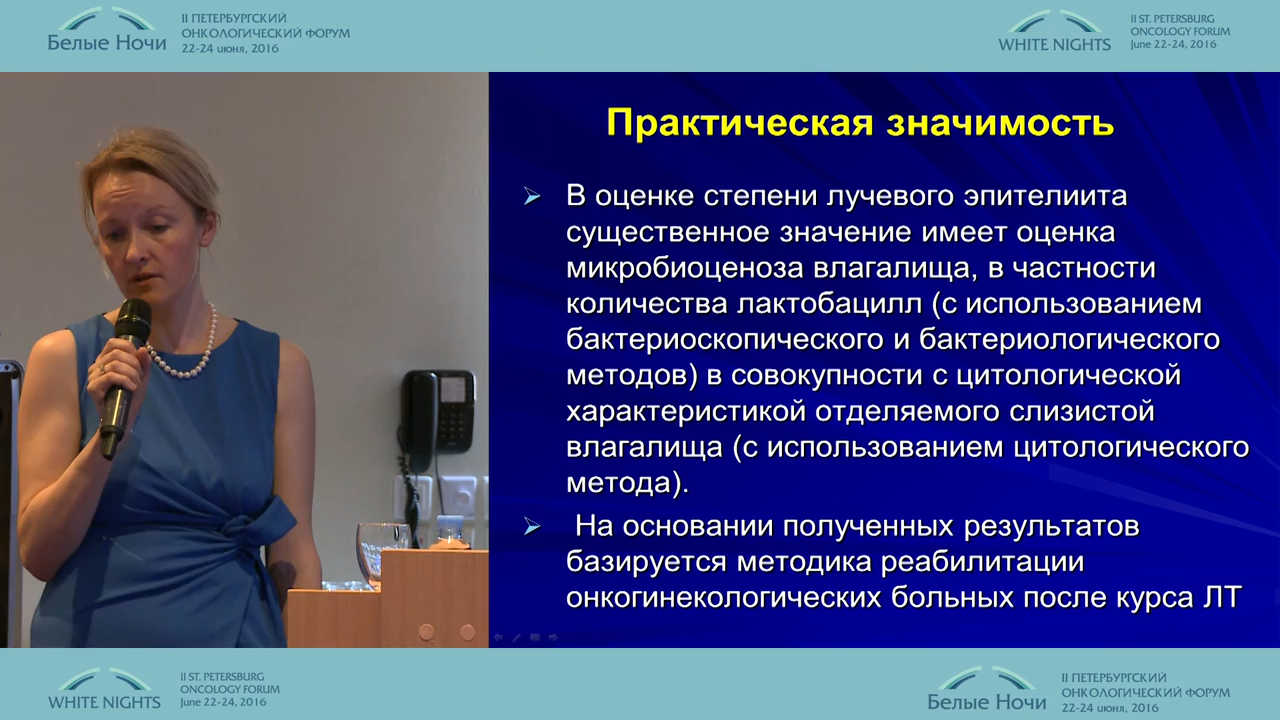 Белые Ночи
II ПЕТЕРБУРГСКИЙ
ОНКОЛОГИЧЕСКИЙ ФОРУМ
22-24 июня, 2016
WHITE NIGHTS
II ST. PETERSBURG
ONCOLOGY FORUM
June 22-24, 2016
Практическая значимость
В оценке степени лучевого эпителиита
существенное значение имеет оценка
микробиоценоза влагалища, в частности
количества лактобацилл (с использованием
бактериоскопического и бактериологического
методов) в совокупности с цитологической
характеристикой отделяемого слизистой
влагалища (с использованием цитологического
метода).
На основании полученных результатов
базируется методика реабилитации
онкогинекологических больных после курса ЛТ
WHITE NIGHTS
II ST. PETERSBURG
ONCOLOGY FORUM
June 22-24, 2016
Белые Ночи
II ПЕТЕРБУРГСКИЙ
ОНКОЛОГИЧЕСКИЙ ФОРУМ
22-24 июня, 2016